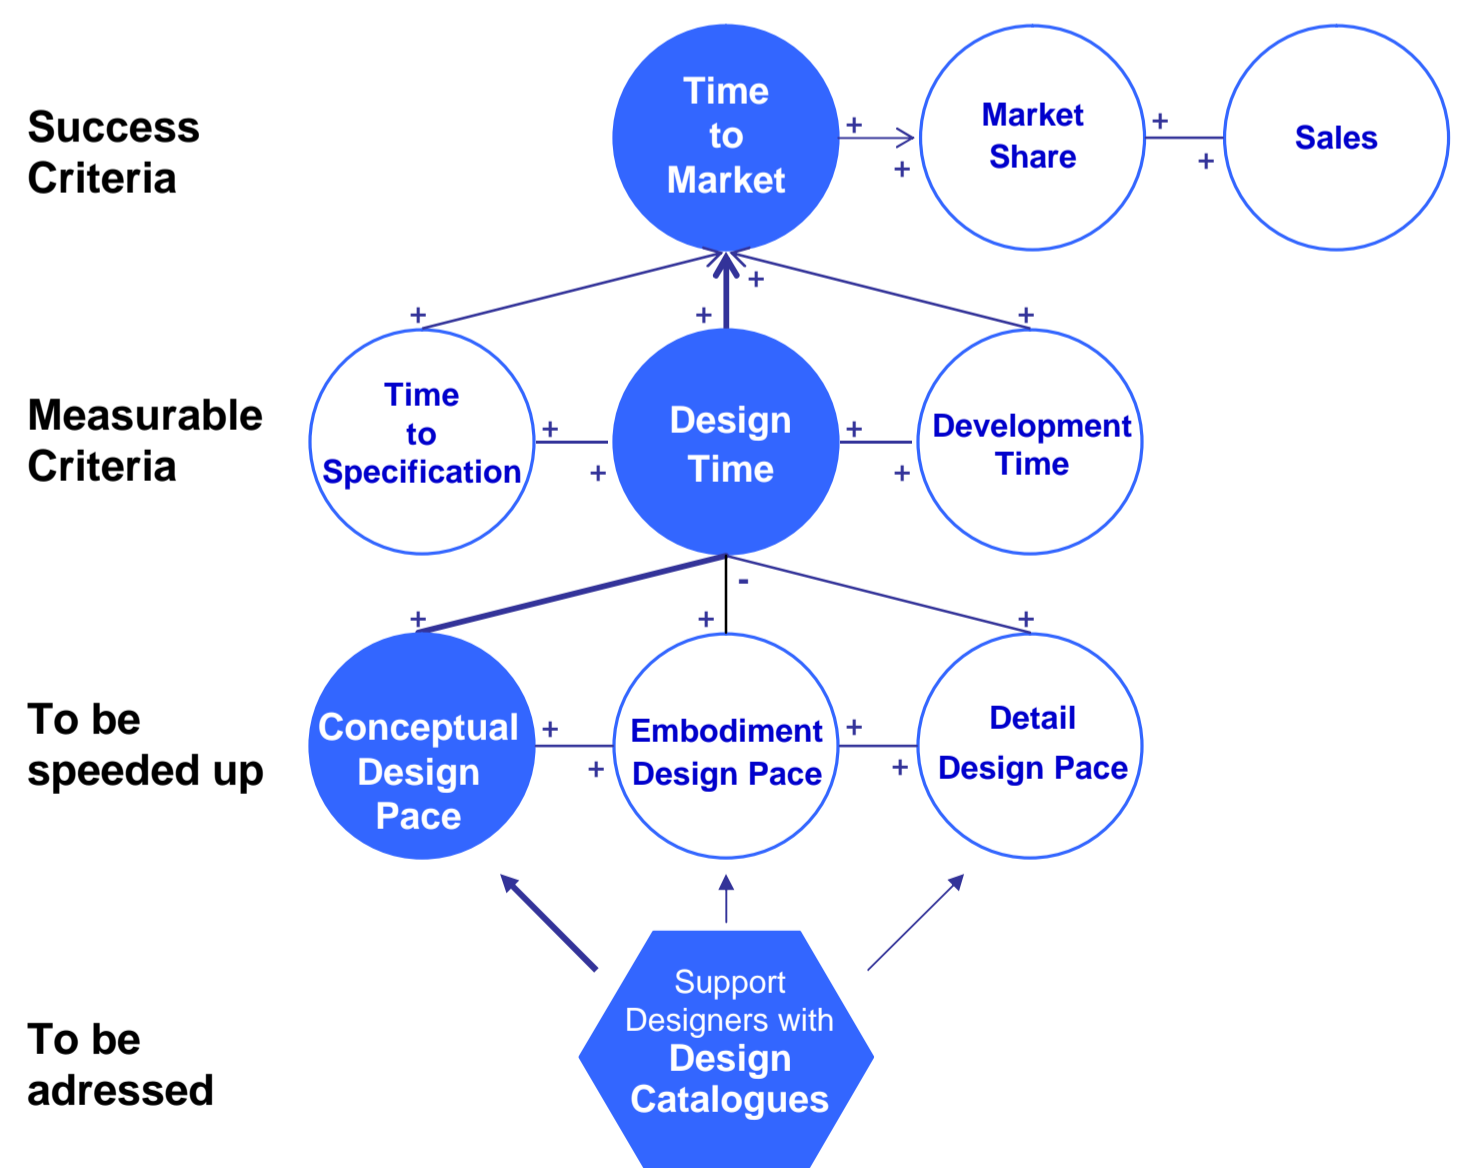 Success
Criteria
Time
to
Market
+
+
Market
Share
+
+
Sales
+
+
+
+
Measurable
Criteria
Time
to
Specification
+
+
Design
Time
+
+
Development
Time
-
+
+
+
To be
speeded up
Conceptual
Design
Pace
+
+
Embodiment
Design Pace
+
+
Detail
Design Pace
To be
adressed
Support
Designers with
Design
Catalogues